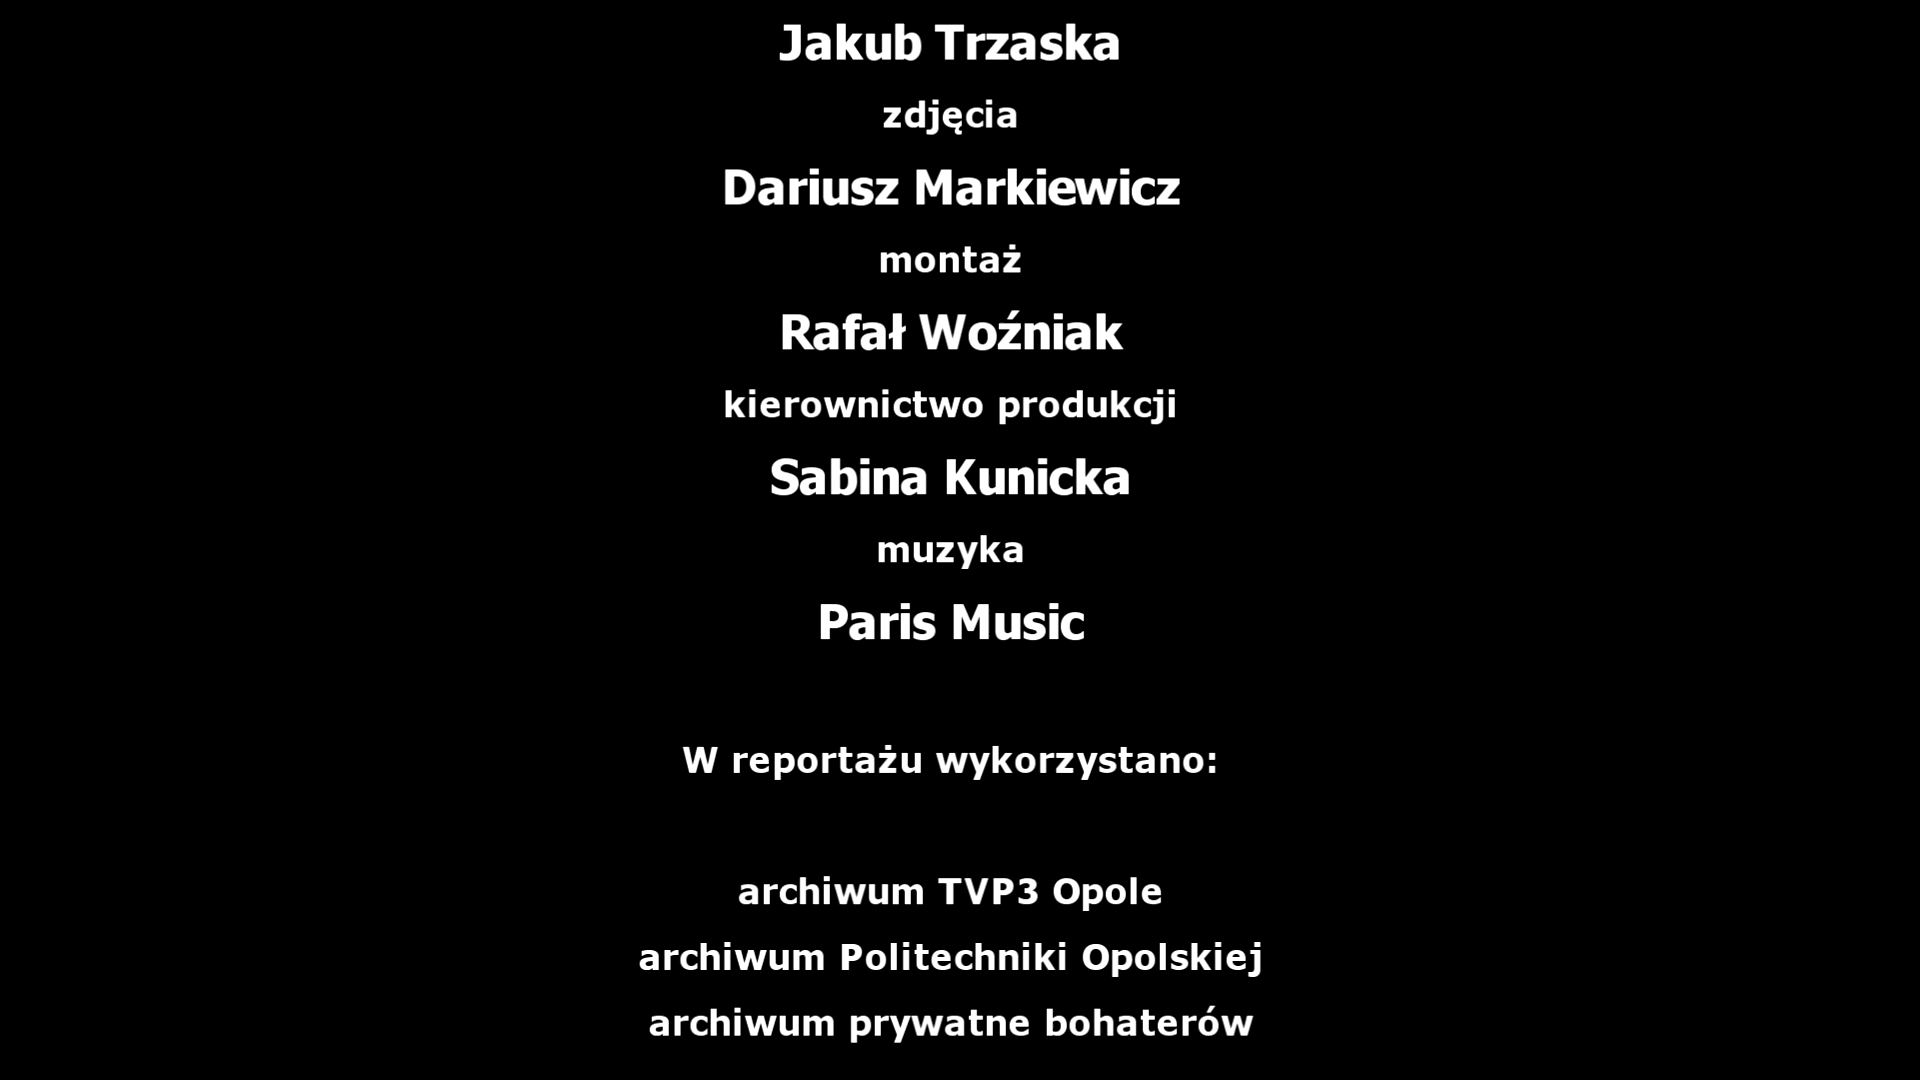 Jakub Trzaska
zdjęcia
Dariusz Markiewicz
montaż
Rafał Woźniak
kierownictwo produkcji
Sabina Kunicka
muzyka
Paris Music
W reportażu wykorzystano:
archiwum TVP3 Opole
archiwum Politechniki Opolskiej
archiwum prywatne bohaterów